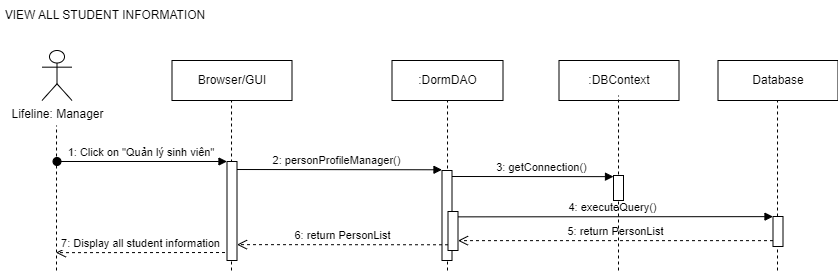 VIEW ALL STUDENT INFORMATION
Browser/GUI
:DormDAO
:DBContext
Database
Lifeline: Manager
1: Click on "Quản lý sinh viên"
2: personProfileManager()
3: getConnection()
4: executeQuery()
5: return PersonList
6: return PersonList
7: Display all student information